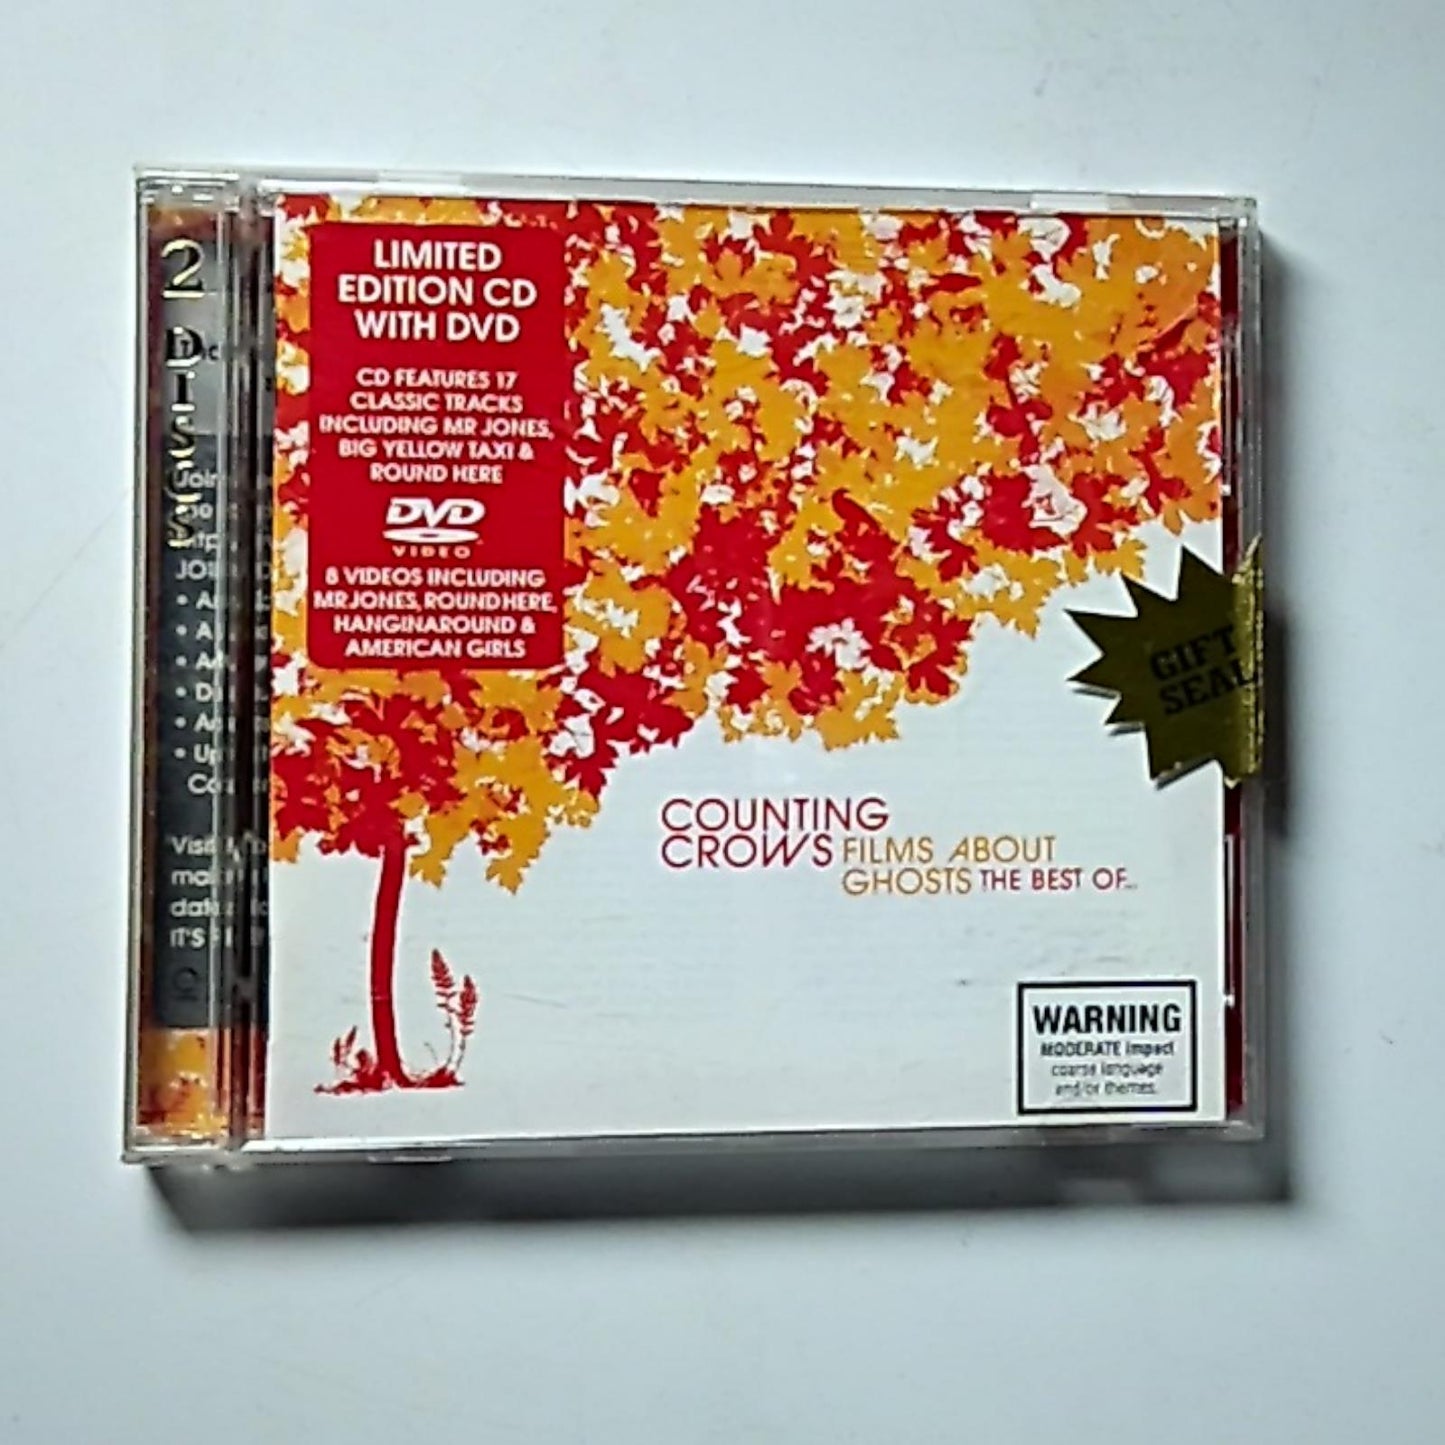 2 DISCS
LIMITED
EDITION CD
WITH DVD
CD FEATURES 17
CLASSIC TRACKS
INCLUDING MR JONES,
BIG YELLOW TAXI &
ROUND HERE
DVD
VIDEO
8 VIDEOS INCLUDING
MR JONES, ROUND HERE,
HANGINAROUND &
AMERICAN GIRLS
GIFT
SEAL
COUNTING
CROWS FILMS ABOUT
GHOSTS THE BEST OF...
WARNING
MODERATE impact
coarse language
and/or themes.